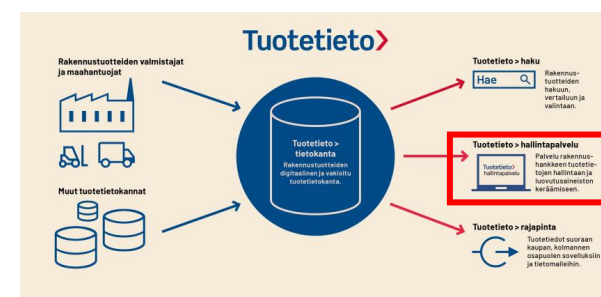 Tuotetieto>
Rakennustuotteiden valmistajat
ja maahantuojat
Muut tuotetietokannat
Tuotetieto >
tietokanta
Rakennustuotteiden
digitaalinen ja vakioitu
tuotetietokanta.
Tuotetieto > haku
Hae
Rakennus-
tuotteiden
hakuun,
vertailuun ja
valintaan.
Tuotetieto > hallintapalvelu
Tuotetieto>
hallintapalvelu
Palvelu rakennus-
hankkeen tuotetie-
tojen hallintaan ja
luovutusaineiston
keräämiseen.
Tuotetieto > rajapinta
Tuotetiedot suoraan
kaupan, kolmannen
osapuolen sovelluksiin
ja tietomalleihin.